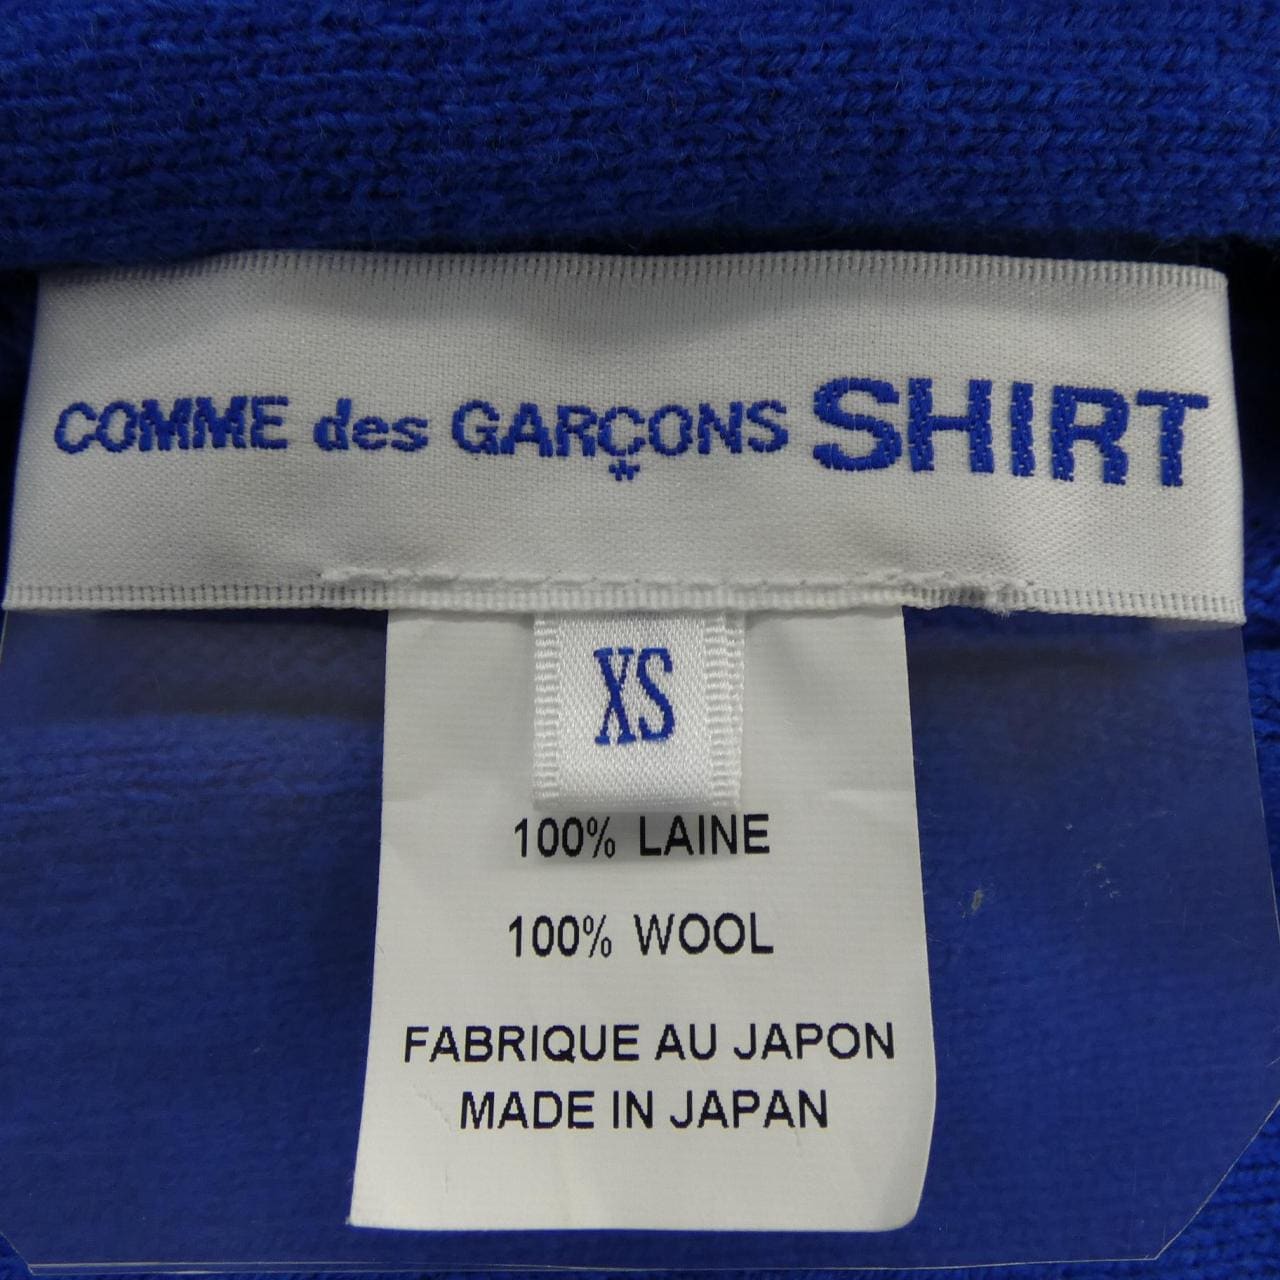 COMME des GARÇONS SHIRT
XS
100% LAINE
100% WOOL
FABRIQUE AU JAPON
MADE IN JAPAN